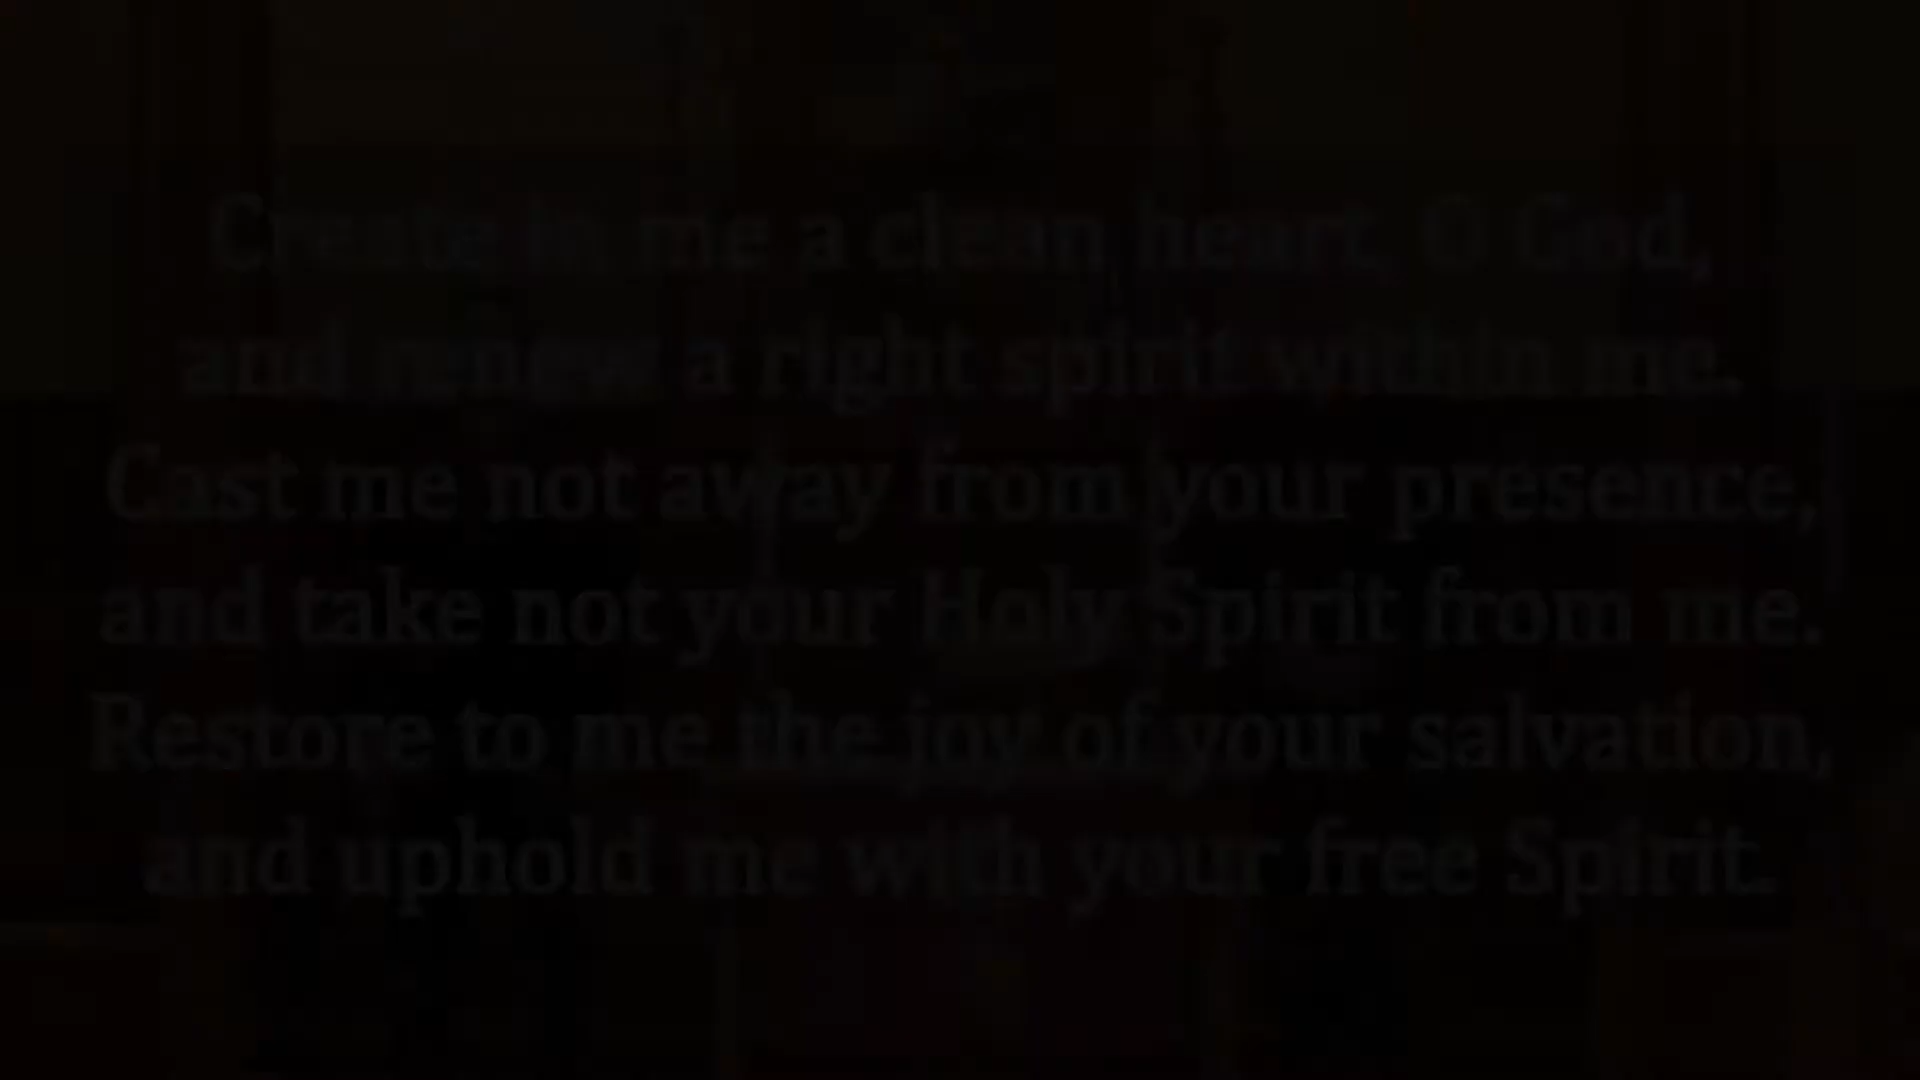 Create in me a clean heart, O God,
and renew a right spirit within me.
Cast me not away from your presence,
and take not your Holy Spirit from me.
Restore to me the joy of your salvation,
and uphold me with your free Spirit.